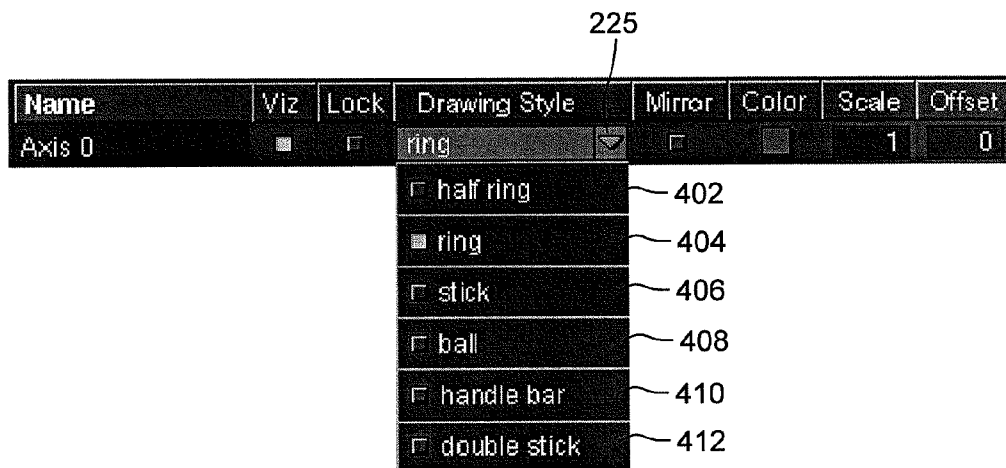 225
Name Viz Lock Drawing Style Mirror Color Scale Offset
Axis 0 ring 1 0
half ring 402
ring 404
stick 406
ball 408
handle bar 410
double stick 412